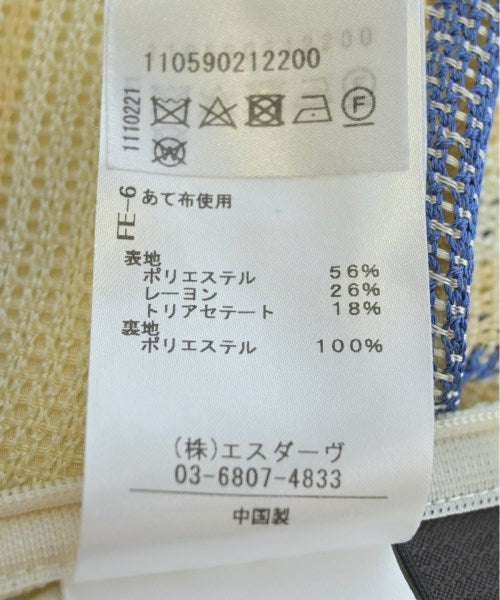 110590212200
1110221
F
W
FE-6
あて布使用
表地
ポリエステル 56%
レーヨン 26%
トリアセテート 18%
裏地
ポリエステル 100%
(株)エスダーヴ
03-6807-4833
中国製